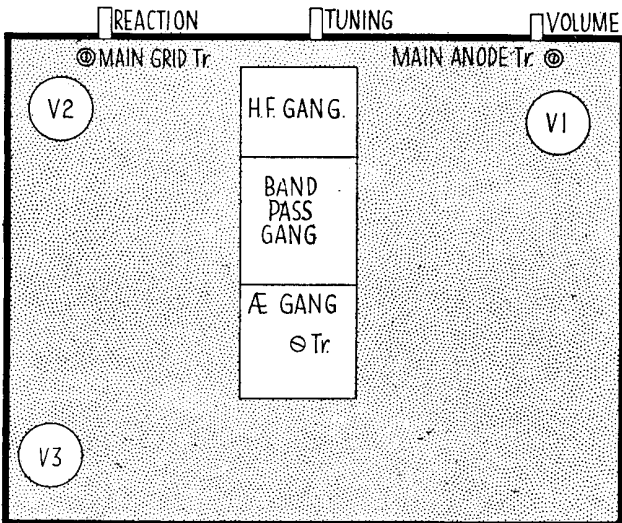 REACTION TUNING VOLUME
MAIN GRID Tr. MAIN ANODE Tr.
V2 H.F. GANG. V1
BAND
PASS
GANG
Æ GANG
Tr.
V3